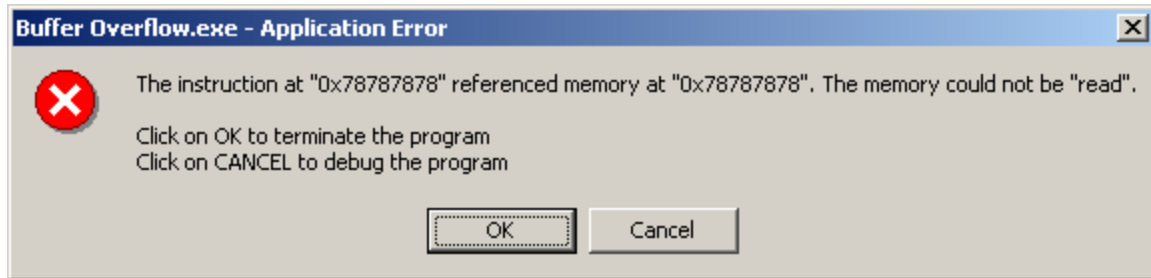 Buffer Overflow.exe - Application Error
The instruction at "0x78787878" referenced memory at "0x78787878". The memory could not be "read".
Click on OK to terminate the program
Click on CANCEL to debug the program
OK Cancel